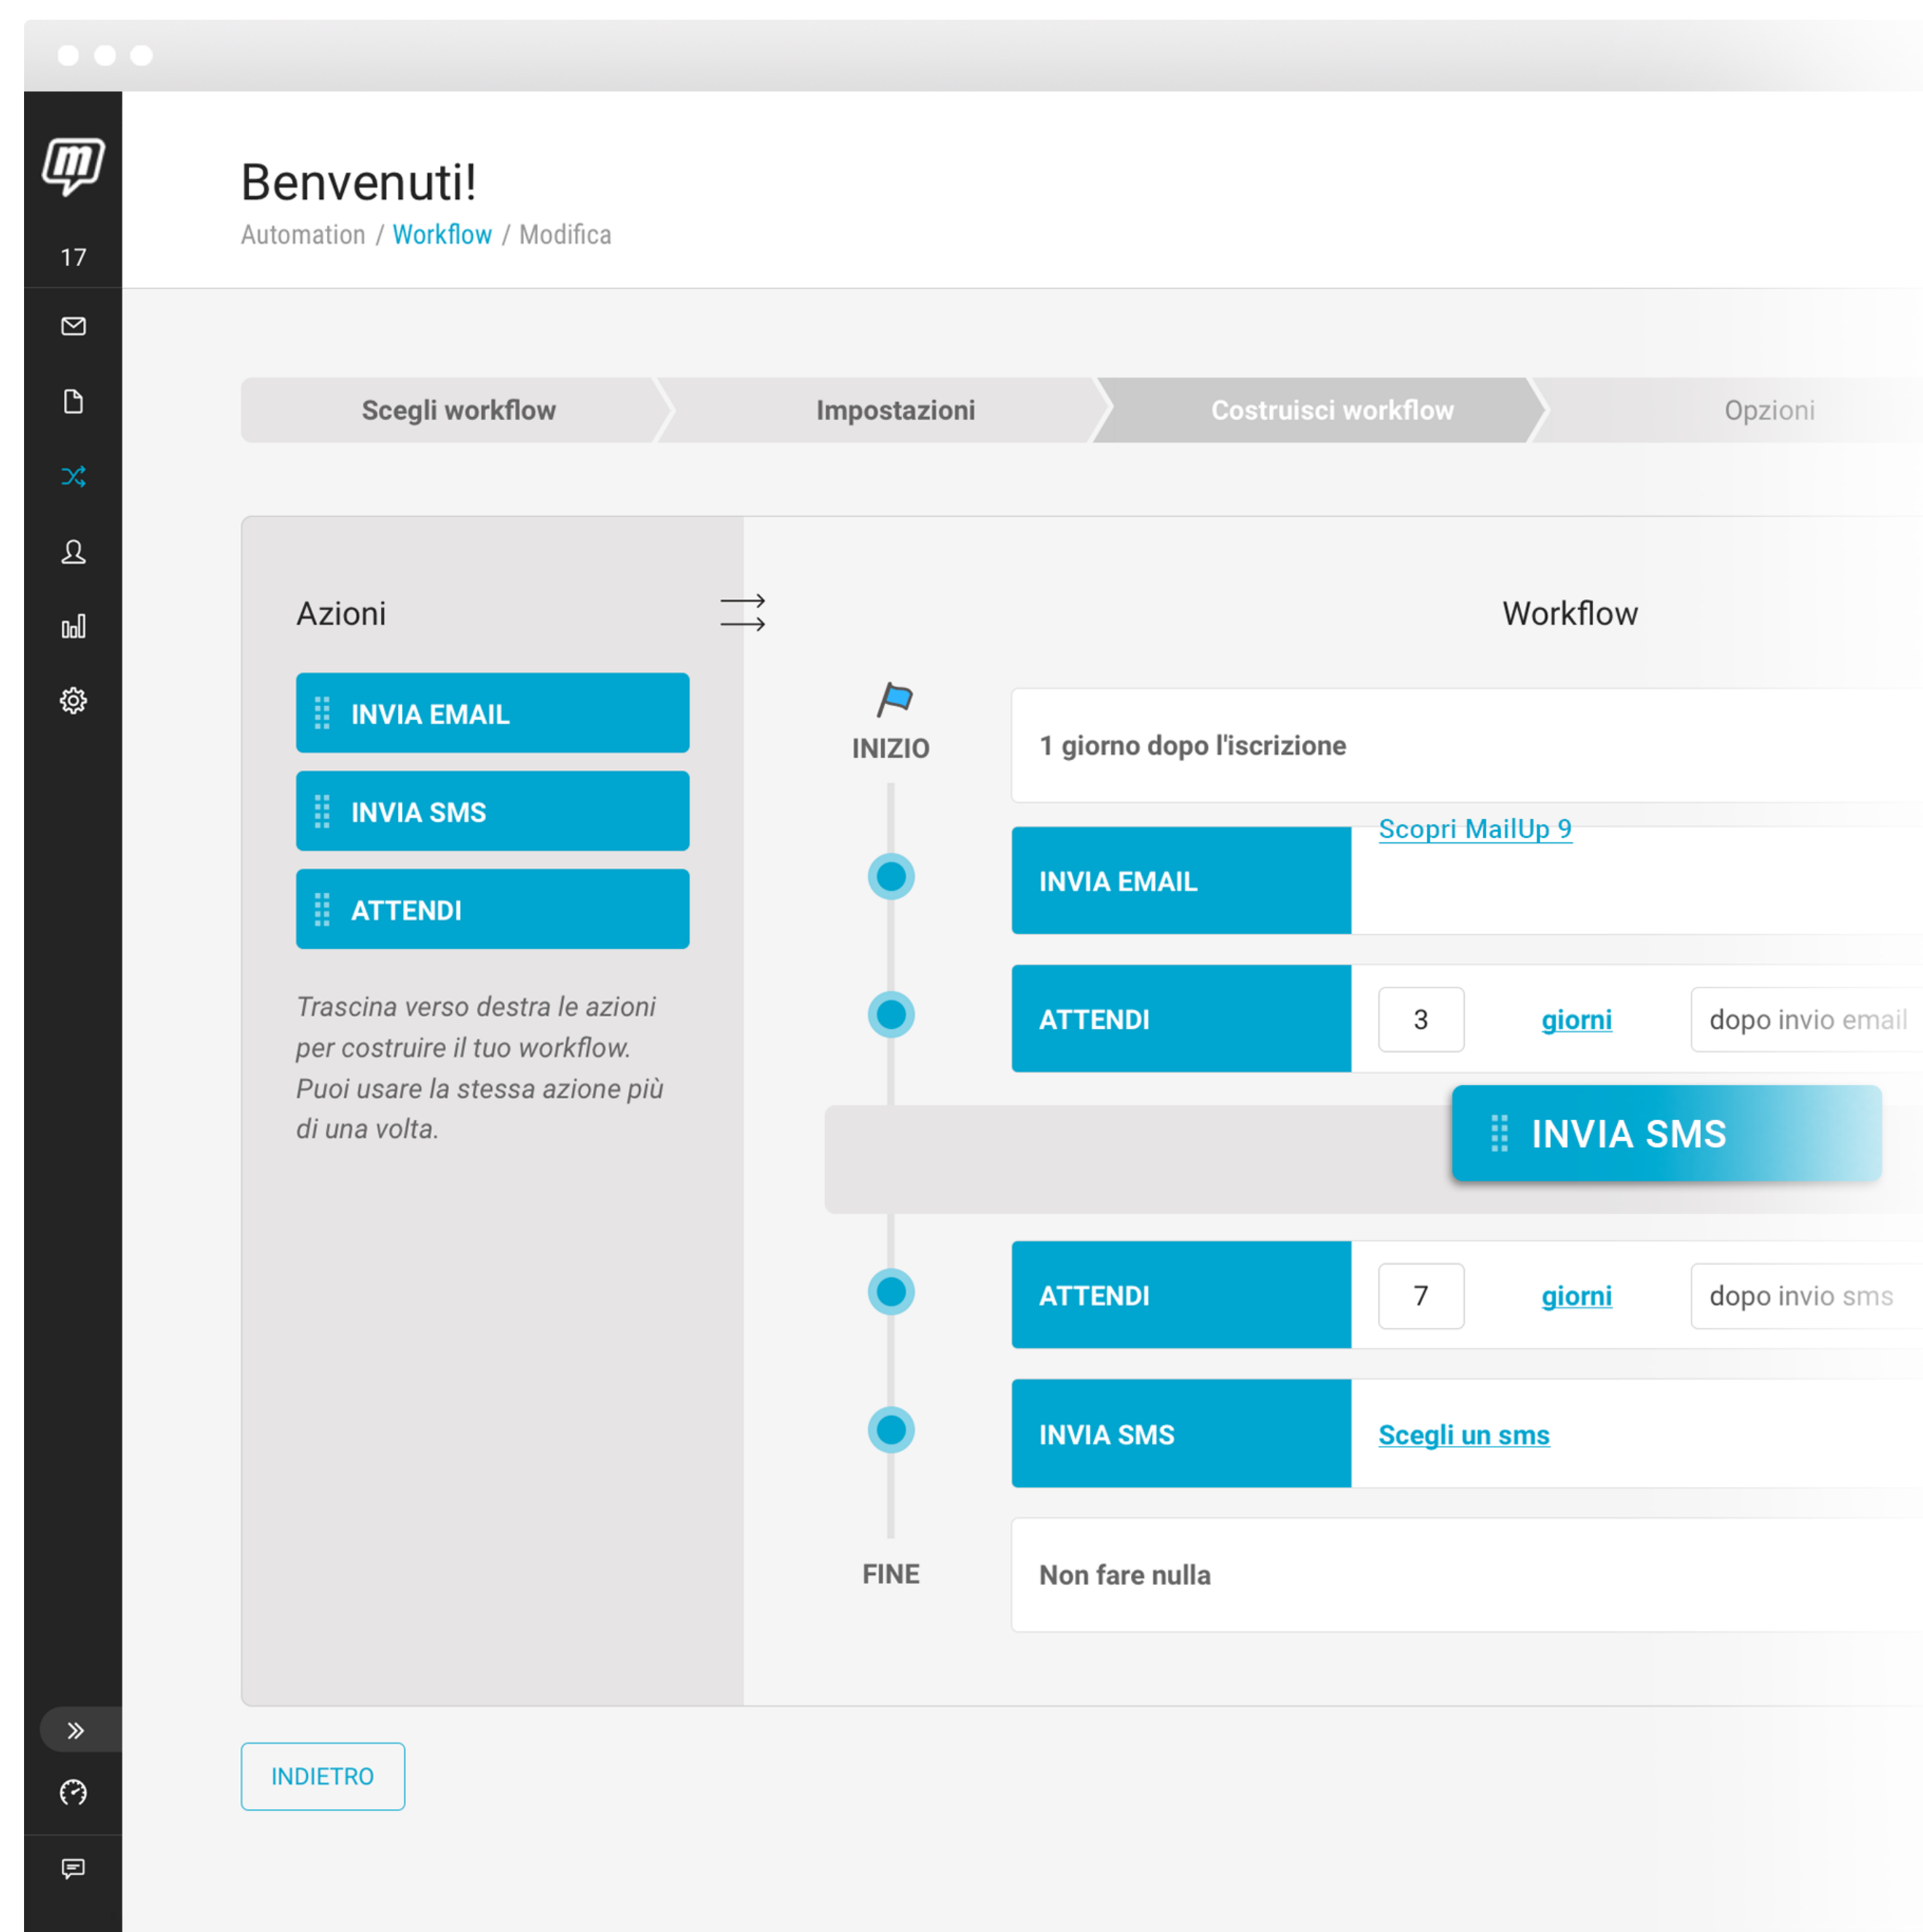 m
17
Benvenuti!
Automation / Workflow / Modifica
Scegli workflow
Impostazioni
Costruisci workflow
Opzioni
Azioni
INVIA EMAIL
INVIA SMS
ATTENDI
Trascina verso destra le azioni
per costruire il tuo workflow.
Puoi usare la stessa azione più
di una volta.
Workflow
INIZIO
1 giorno dopo l'iscrizione
INVIA EMAIL
Scopri MailUp 9
ATTENDI
3
giorni
dopo invio email
INVIA SMS
ATTENDI
7
giorni
dopo invio sms
INVIA SMS
Scegli un sms
FINE
Non fare nulla
INDIETRO